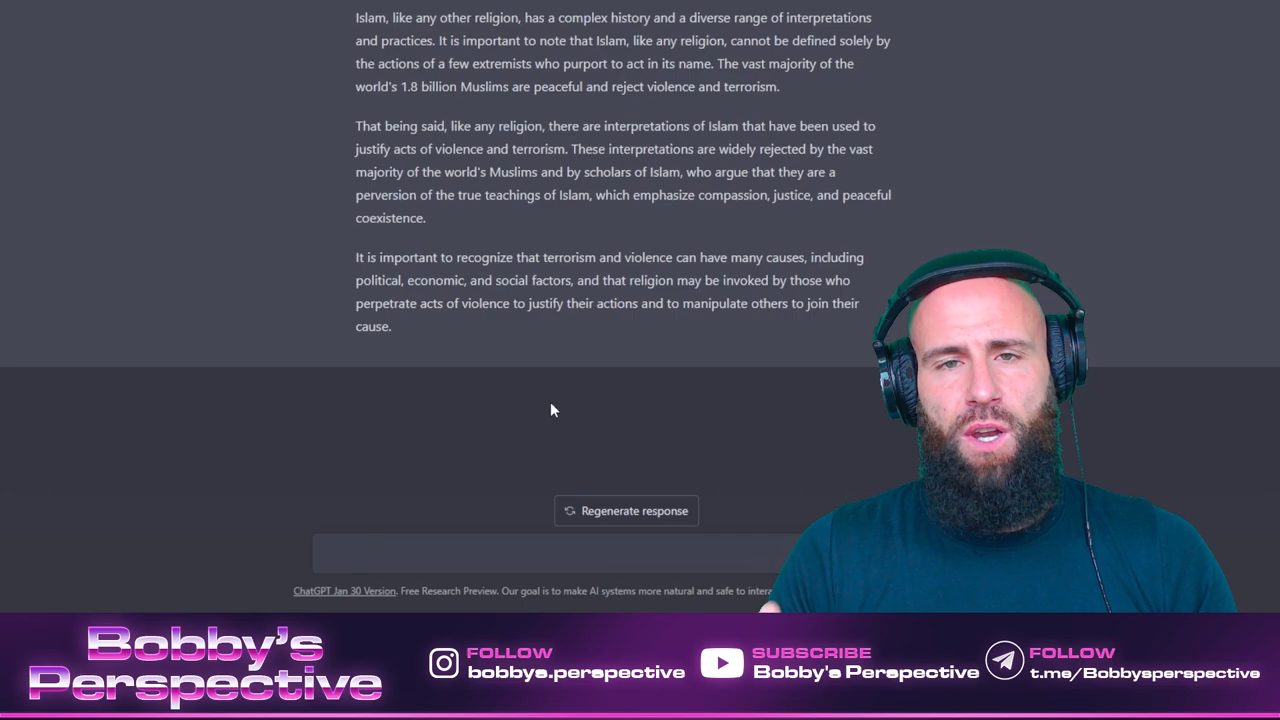 Islam, like any other religion, has a complex history and a diverse range of interpretations
and practices. It is important to note that Islam, like any religion, cannot be defined solely by
the actions of a few extremists who purport to act in its name. The vast majority of the
world's 1.8 billion Muslims are peaceful and reject violence and terrorism.
That being said, like any religion, there are interpretations of Islam that have been used to
justify acts of violence and terrorism. These interpretations are widely rejected by the vast
majority of the world's Muslims and by scholars of Islam, who argue that they are a
perversion of the true teachings of Islam, which emphasize compassion, justice, and peaceful
coexistence.
It is important to recognize that terrorism and violence can have many causes, including
political, economic, and social factors, and that religion may be invoked by those who
perpetrate acts of violence to justify their actions and to manipulate others to join their
cause.
Regenerate response
ChatGPT Jan 30 Version. Free Research Preview. Our goal is to make AI systems more natural and safe to
Bobby's
Perspective
FOLLOW
bobbys.perspective
SUBSCRIBE
Bobby's Perspective
FOLLOW
t.me/Bobbysperspective